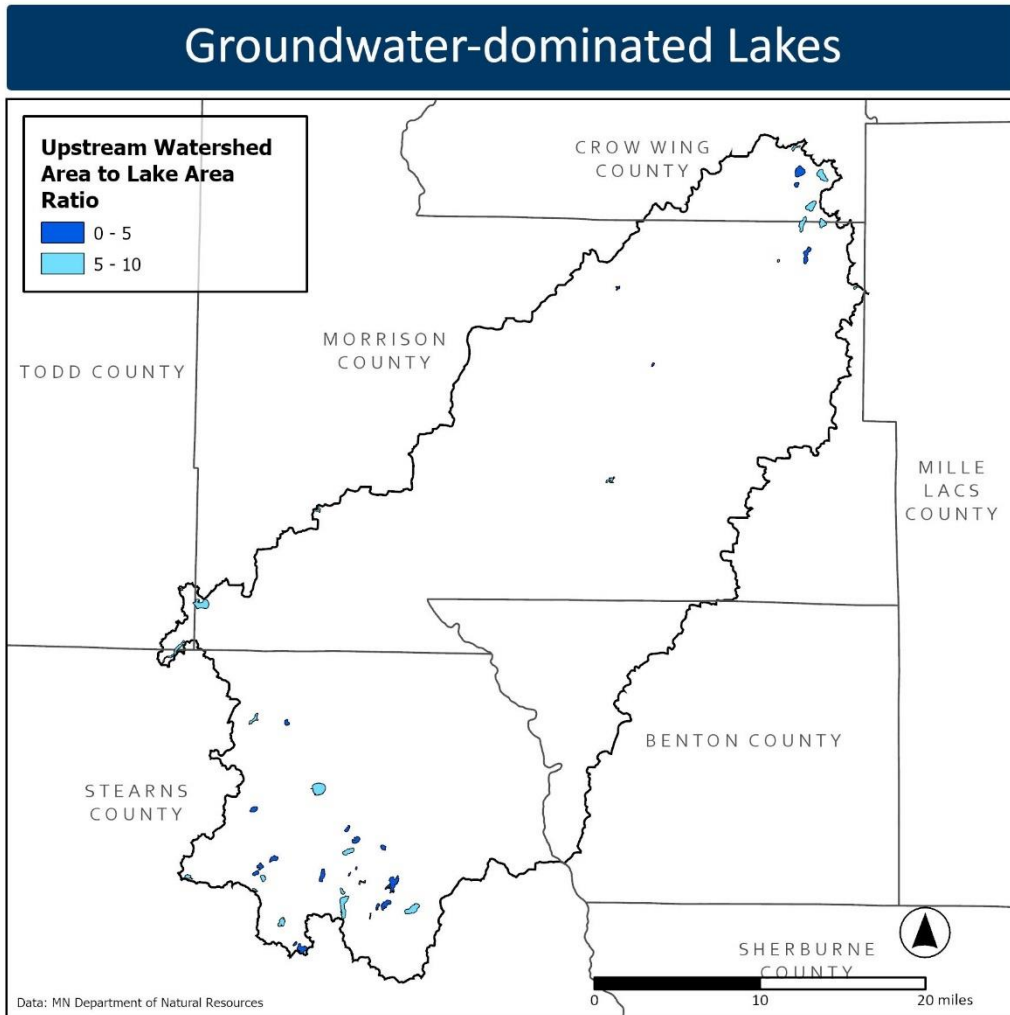 Groundwater-dominated Lakes
Upstream Watershed
Area to Lake Area
Ratio
0 - 5
5 - 10
CROW WING
COUNTY
MORRISON
COUNTY
TODD COUNTY
MILLE
LACS
COUNTY
BENTON COUNTY
STEARNS
COUNTY
SHERBURNE
COUNTY
0 10 20 miles
Data: MN Department of Natural Resources